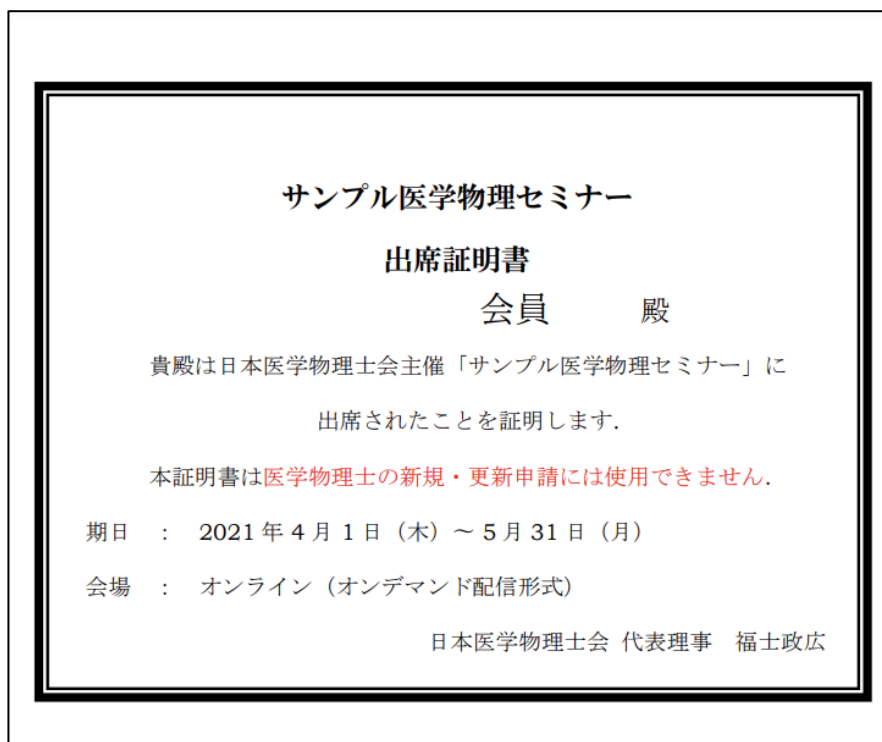 サンプル医学物理セミナー
出席証明書
会員 殿
貴殿は日本医学物理士会主催「サンプル医学物理セミナー」に
出席されたことを証明します．
本証明書は医学物理士の新規・更新申請には使用できません．
期日 ： 2021 年 4 月 1 日（木）～ 5 月 31 日（月）
会場 ： オンライン（オンデマンド配信形式）
日本医学物理士会 代表理事 福士政広